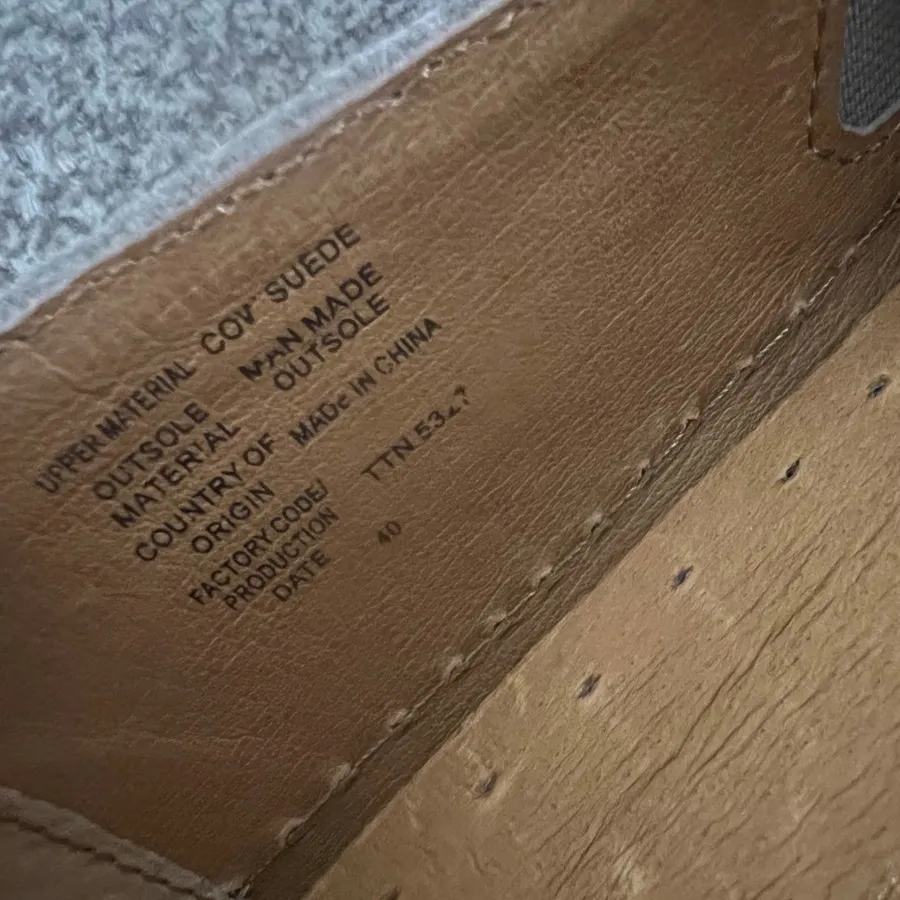 UPPER MATERIAL COW SUEDE
OUTSOLE MAN MADE
MATERIAL OUTSOLE
COUNTRY OF MADE IN CHINA
ORIGIN
FACTORY CODE/ TTN
PRODUCTION
DATE 40